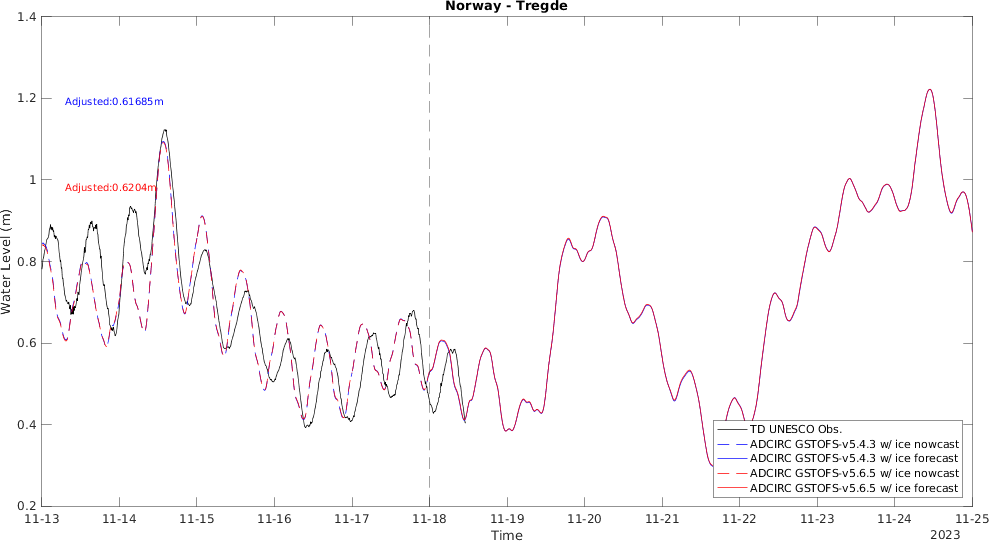 Norway - Tregde
1.4
1.2
1
0.8
0.6
0.4
0.2
Water Level (m)
Adjusted:0.61685m
Adjusted:0.6204m
TD UNESCO Obs.
ADCIRC GSTOFS-v5.4.3 w/ ice nowcast
ADCIRC GSTOFS-v5.4.3 w/ ice forecast
ADCIRC GSTOFS-v5.6.5 w/ ice nowcast
ADCIRC GSTOFS-v5.6.5 w/ ice forecast
11-13 11-14 11-15 11-16 11-17 11-18 11-19 11-20 11-21 11-22 11-23 11-24 11-25
Time
2023